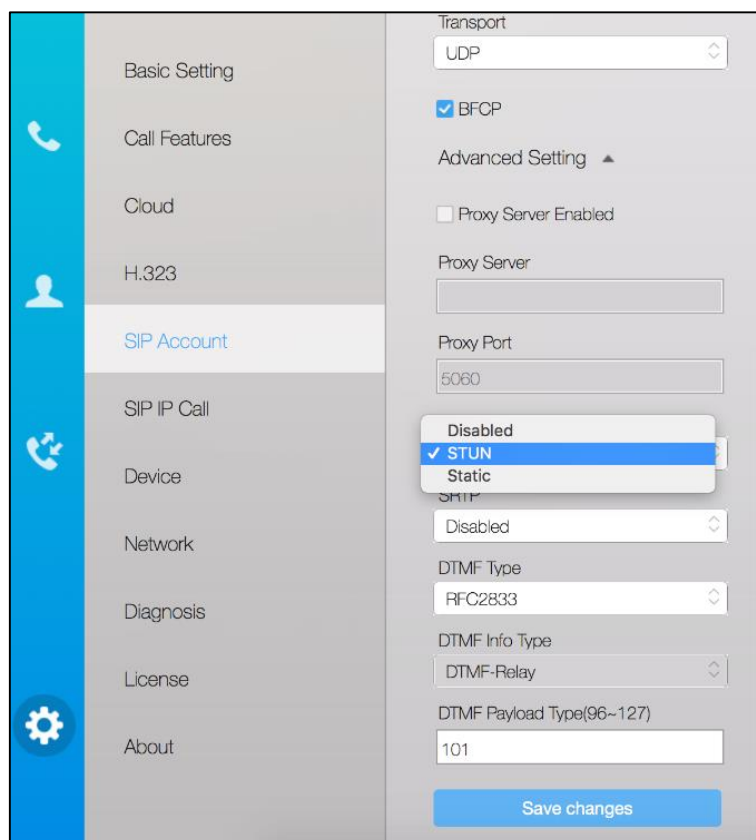 Basic Setting
Call Features
Cloud
H.323
SIP Account
SIP IP Call
Device
Network
Diagnosis
License
About
Transport
UDP
BFCP
Advanced Setting
Proxy Server Enabled
Proxy Server
Proxy Port
5060
Disabled
STUN
Static
SRTP
Disabled
DTMF Type
RFC2833
DTMF Info Type
DTMF-Relay
DTMF Payload Type(96~127)
101
Save changes